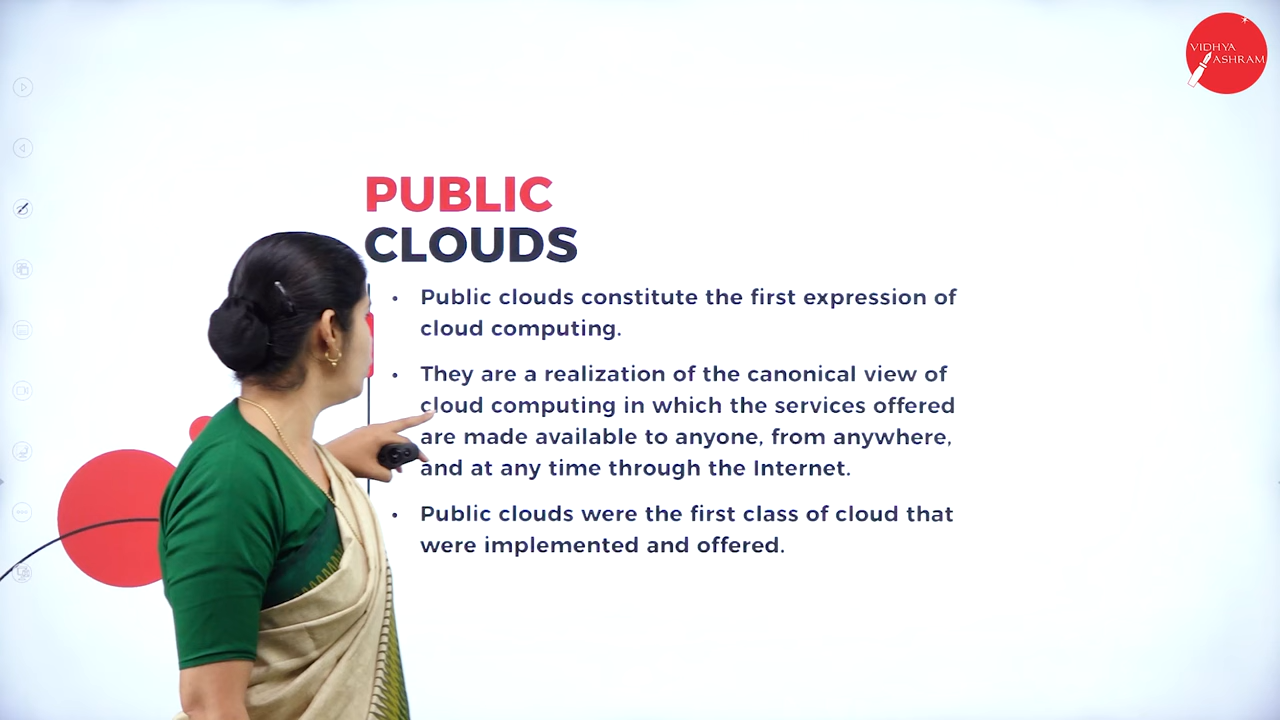 VIDHYA
ASHRAM
PUBLIC
CLOUDS
• Public clouds constitute the first expression of
cloud computing.
• They are a realization of the canonical view of
cloud computing in which the services offered
are made available to anyone, from anywhere,
and at any time through the Internet.
• Public clouds were the first class of cloud that
were implemented and offered.